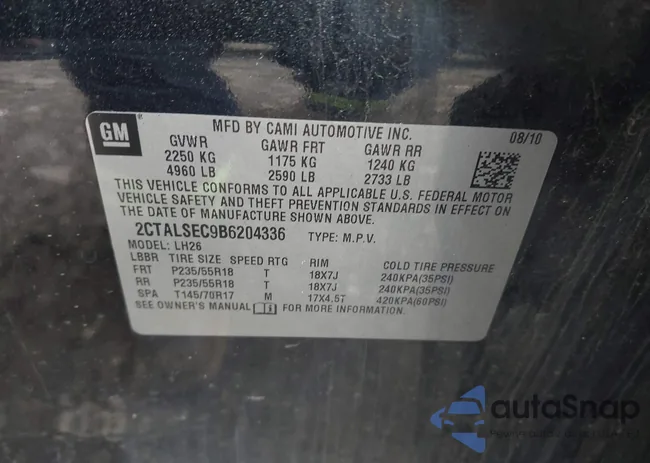 GM
MFD BY CAMI AUTOMOTIVE INC.
08/10
GVWR GAWR FRT GAWR RR
2250 KG 1175 KG 1240 KG
4960 LB 2590 LB 2733 LB
THIS VEHICLE CONFORMS TO ALL APPLICABLE U.S. FEDERAL MOTOR
VEHICLE SAFETY AND THEFT PREVENTION STANDARDS IN EFFECT ON
THE DATE OF MANUFACTURE SHOWN ABOVE.
2CTALSEC9B6204336 TYPE: M.P.V.
MODEL: LH26
LBBR TIRE SIZE SPEED RTG RIM COLD TIRE PRESSURE
FRT P235/55R18 T 18X7J 240KPA(35PSI)
RR P235/55R18 T 18X7J 240KPA(35PSI)
SPA T145/70R17 M 17X4.5T 420KPA(60PSI)
SEE OWNER'S MANUAL FOR MORE INFORMATION.
autoSnap